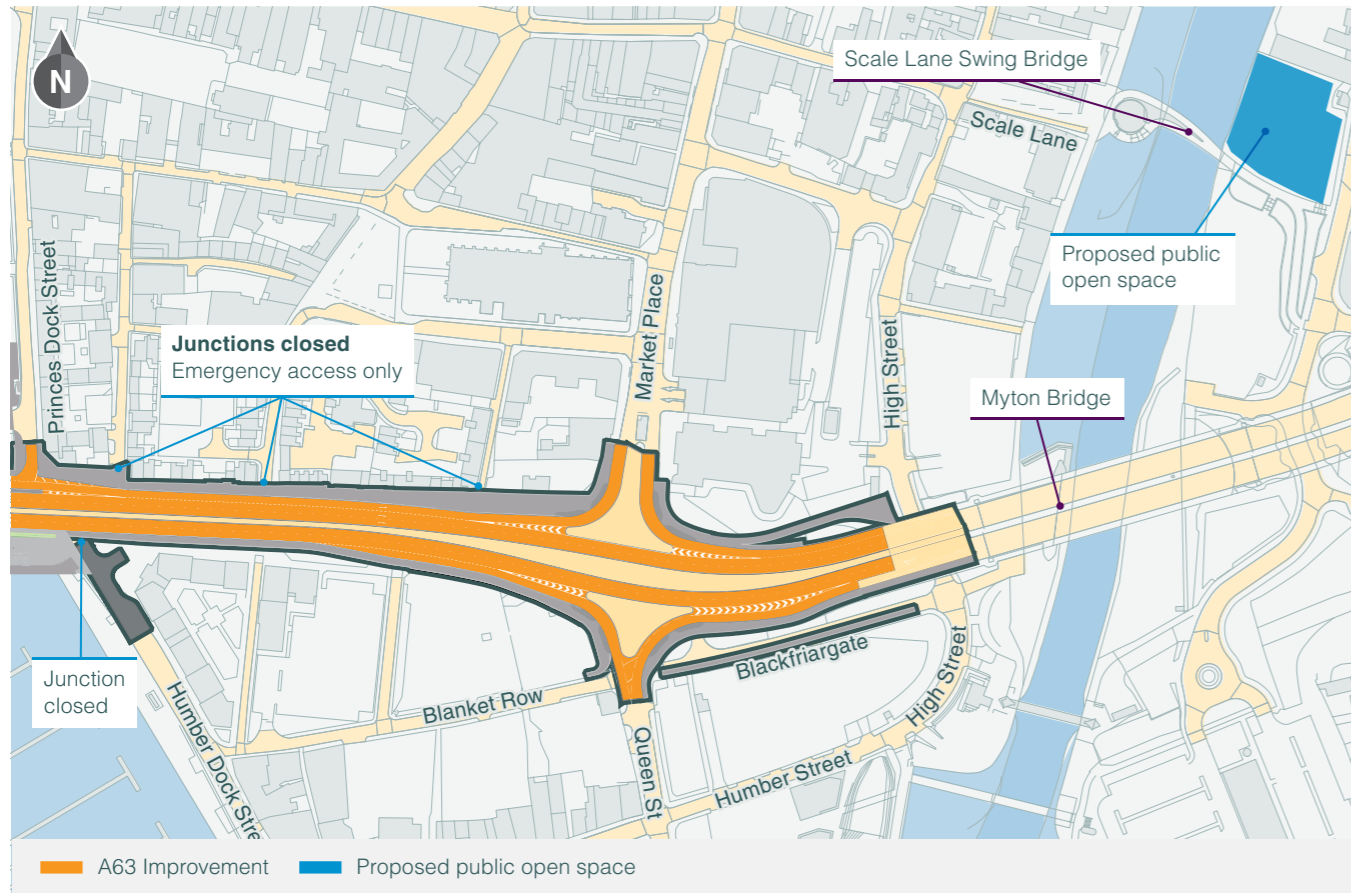 N
Scale Lane Swing Bridge
Scale Lane
Proposed public
open space
Princes Dock Street
Junctions closed
Emergency access only
Market Place
High Street
Myton Bridge
Junction
closed
Humber Dock Stre
Blanket Row
Blackfriargate
High Street
Queen St
Humber Street
A63 Improvement
Proposed public open space